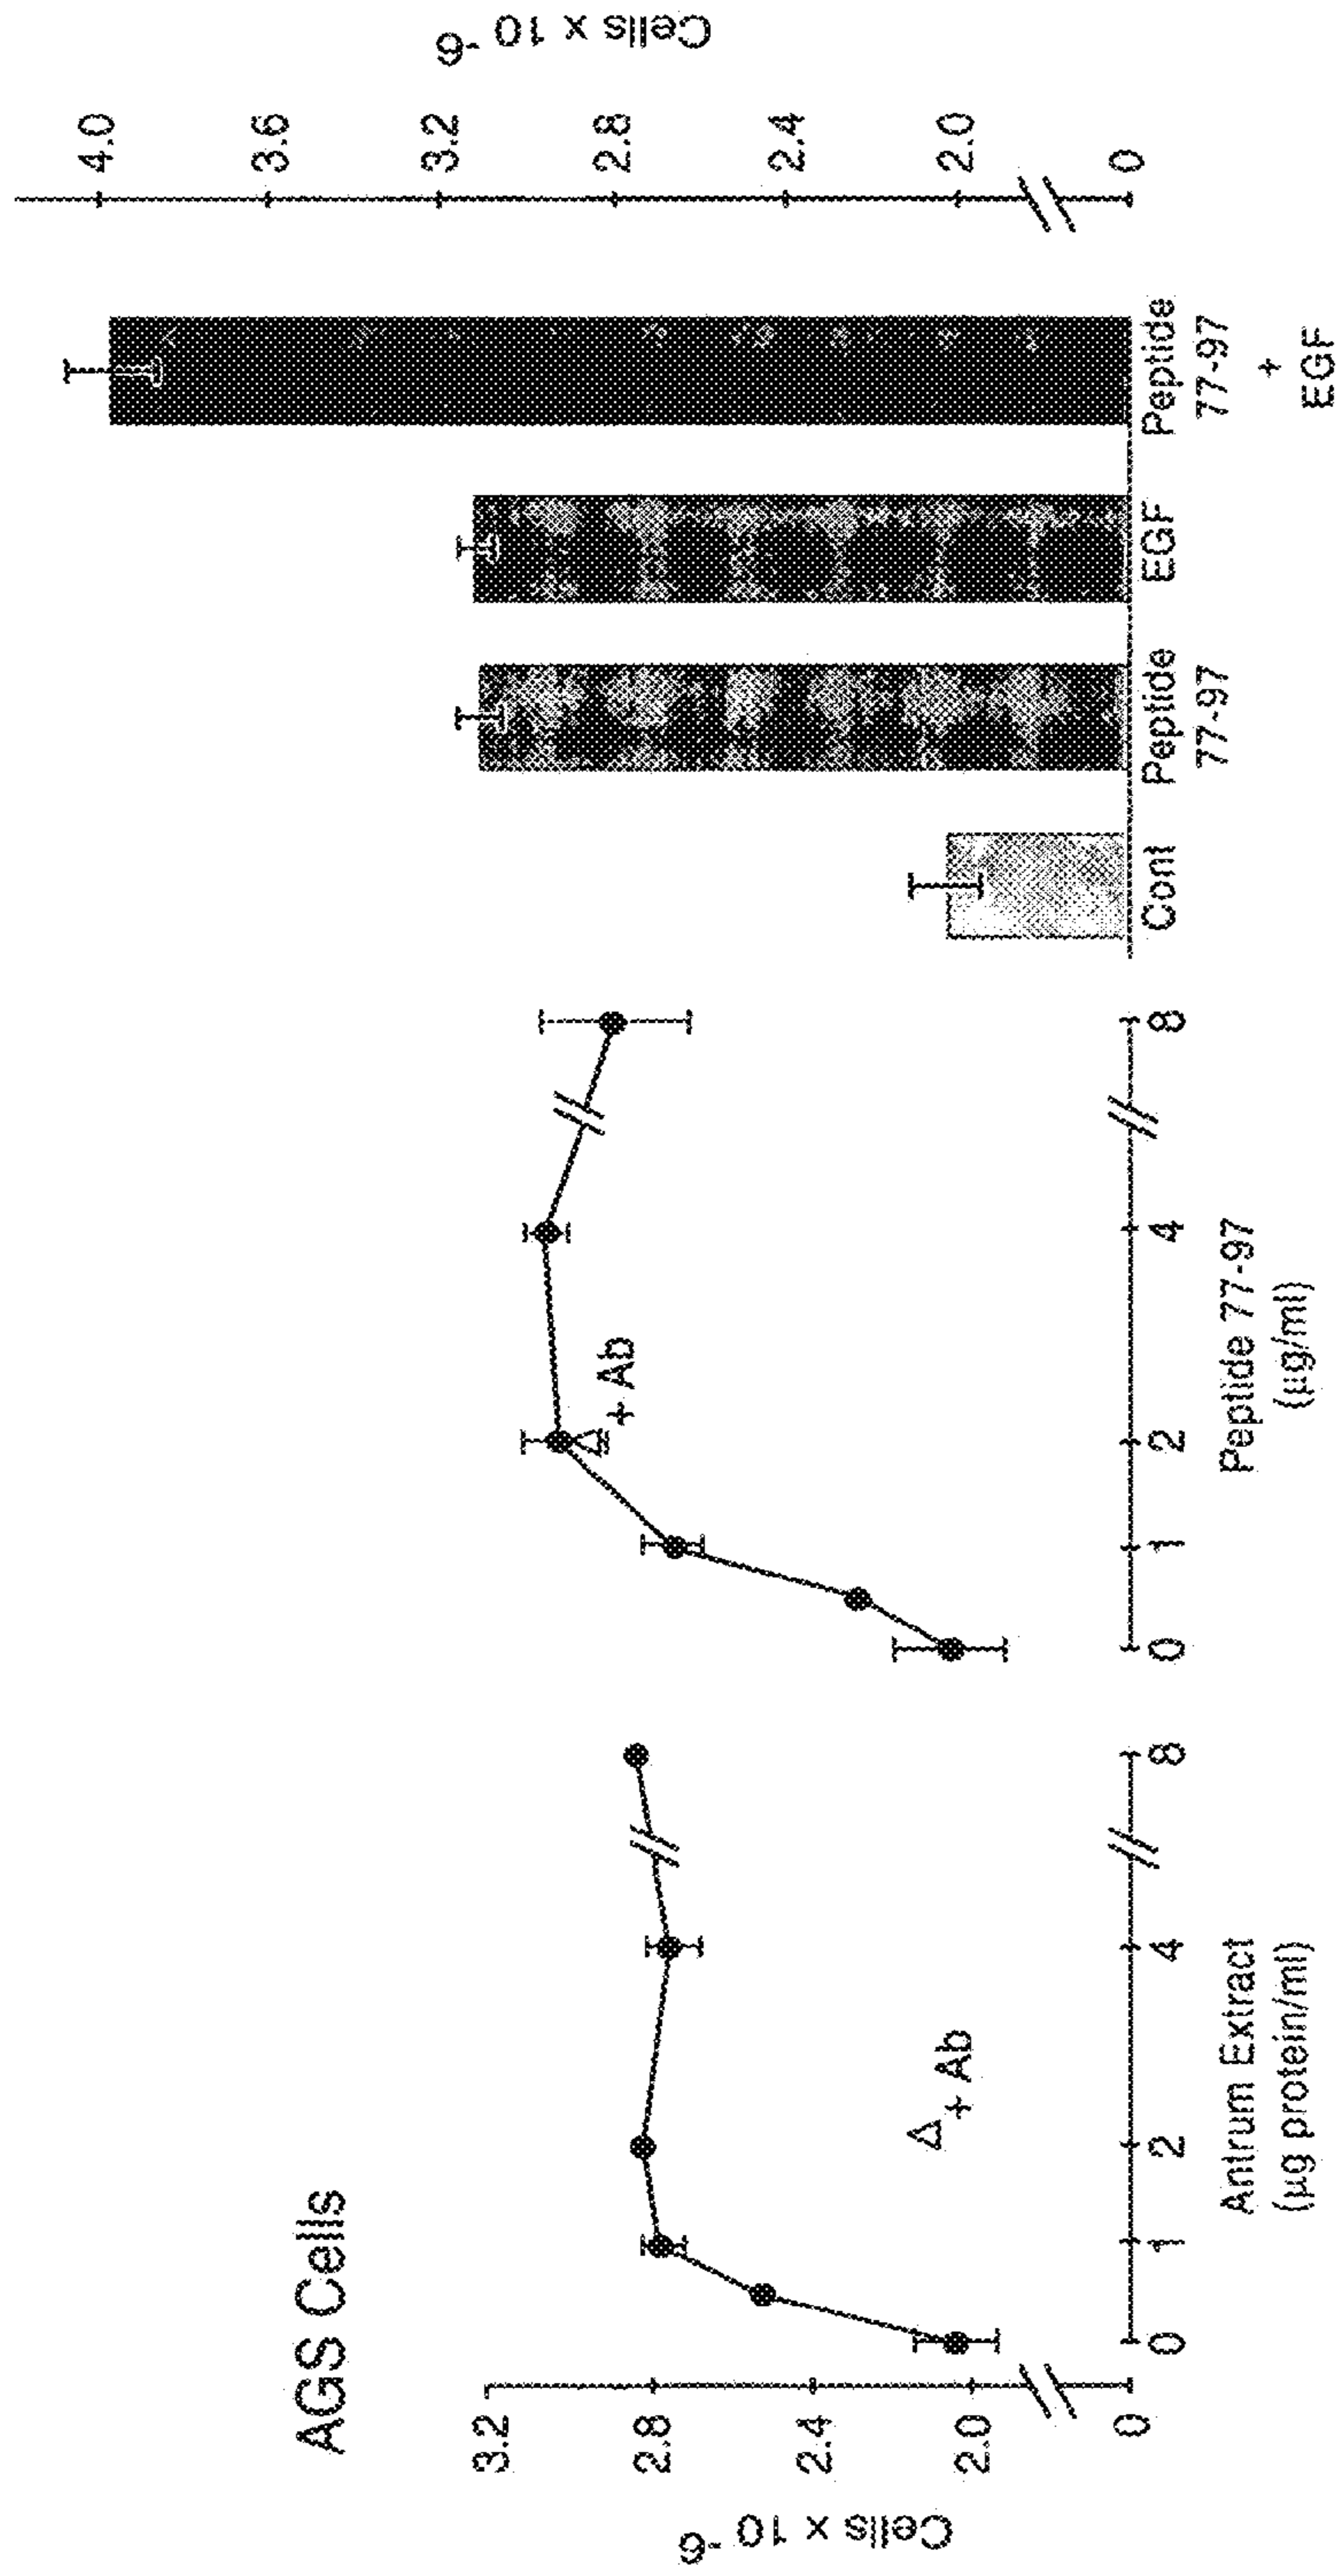 AGS Cells
Cells x 10 -6
3.2
2.8
2.4
2.0
0
0
1
2
4
8
Antrum Extract
(µg protein/ml)
+ Ab
0
1
2
4
8
Peptide 77-97
(µg/ml)
+ Ab
Cont
Peptide
77-97
EGF
Peptide
77-97
+
EGF
4.0
3.6
3.2
2.8
2.4
2.0
0
Cells x 10 -6